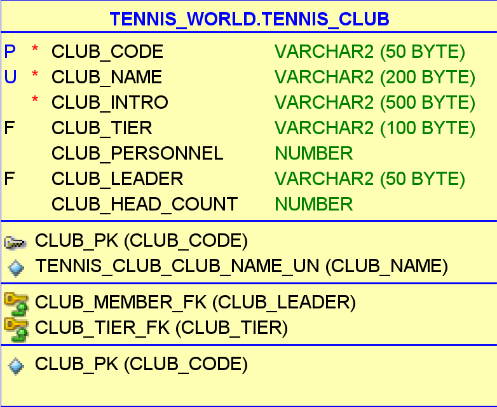 TENNIS_WORLD.TENNIS_CLUB
P * CLUB_CODE VARCHAR2 (50 BYTE)
U * CLUB_NAME VARCHAR2 (200 BYTE)
* CLUB_INTRO VARCHAR2 (500 BYTE)
F CLUB_TIER VARCHAR2 (100 BYTE)
CLUB_PERSONNEL NUMBER
F CLUB_LEADER VARCHAR2 (50 BYTE)
CLUB_HEAD_COUNT NUMBER
CLUB_PK (CLUB_CODE)
TENNIS_CLUB_CLUB_NAME_UN (CLUB_NAME)
CLUB_MEMBER_FK (CLUB_LEADER)
CLUB_TIER_FK (CLUB_TIER)
CLUB_PK (CLUB_CODE)